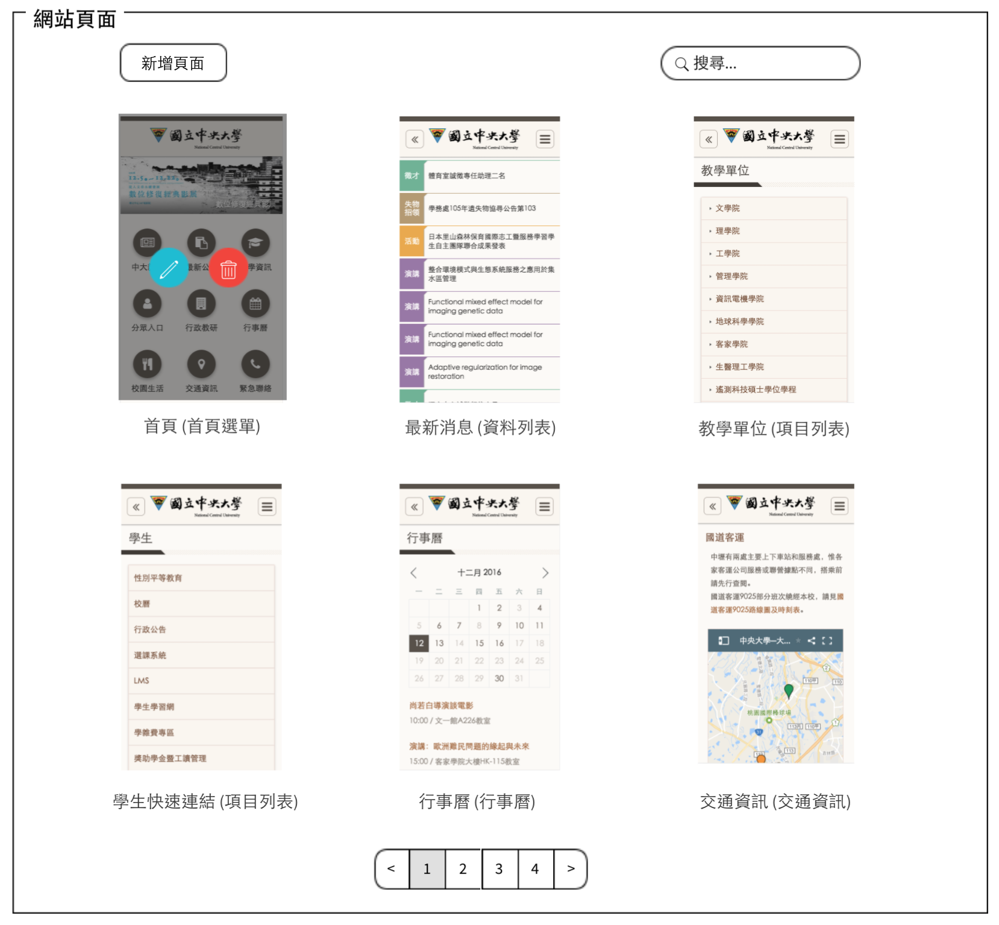 網站頁面
新增頁面
搜尋...
國立中央大學
National Central University
12.5 - 12.22
數位修復經典影展
數位修復經典影展
中大
最新公
學資訊
分眾入口
行政教研
行事曆
校園生活
交通資訊
緊急聯絡
首頁 (首頁選單)
國立中央大學
National Central University
徵才
體育室誠徵專任助理二名
失物
招領
學務處105年遺失物協尋公告第103
活動
日本里山森林保育國際志工暨服務學習學
生自主團隊聯合成果發表
演講
整合環境模式與生態系統服務之應用於集
水區管理
演講
Functional mixed effect model for
imaging genetic data
演講
Functional mixed effect model for
imaging genetic data
演講
Adaptive regularization for image
restoration
最新消息 (資料列表)
國立中央大學
National Central University
教學單位
文學院
理學院
工學院
管理學院
資訊電機學院
地球科學學院
客家學院
生醫理工學院
遙測科技碩士學位學程
教學單位 (項目列表)
國立中央大學
National Central University
學生
性別平等教育
校曆
行政公告
選課系統
LMS
學生學習網
學雜費專區
獎助學金暨工讀管理
學生快速連結 (項目列表)
國立中央大學
National Central University
行事曆
十二月 2016
一 二 三 四 五 六 日
1 2 3 4
5 6 7 8 9 10 11
12 13 14 15 16 17 18
19 20 21 22 23 24 25
26 27 28 29 30 31
尚若白導演談電影
10:00 / 文一館A226教室
演講：歐洲難民問題的緣起與未來
15:00 / 客家學院大樓HK-115教室
行事曆 (行事曆)
國立中央大學
National Central University
國道客運
中壢有兩處主要上下車站和服務處，惟各
家客運公司服務或聯營據點不同，搭乘前
請先行查閱。
國道客運9025部分班次繞經本校，請見國
道客運9025路線圖及時刻表。
中央大學—大...
2
110甲
110
桃園國際棒球場
113丙
110甲
1
31
113
交通資訊 (交通資訊)
< 1 2 3 4 >